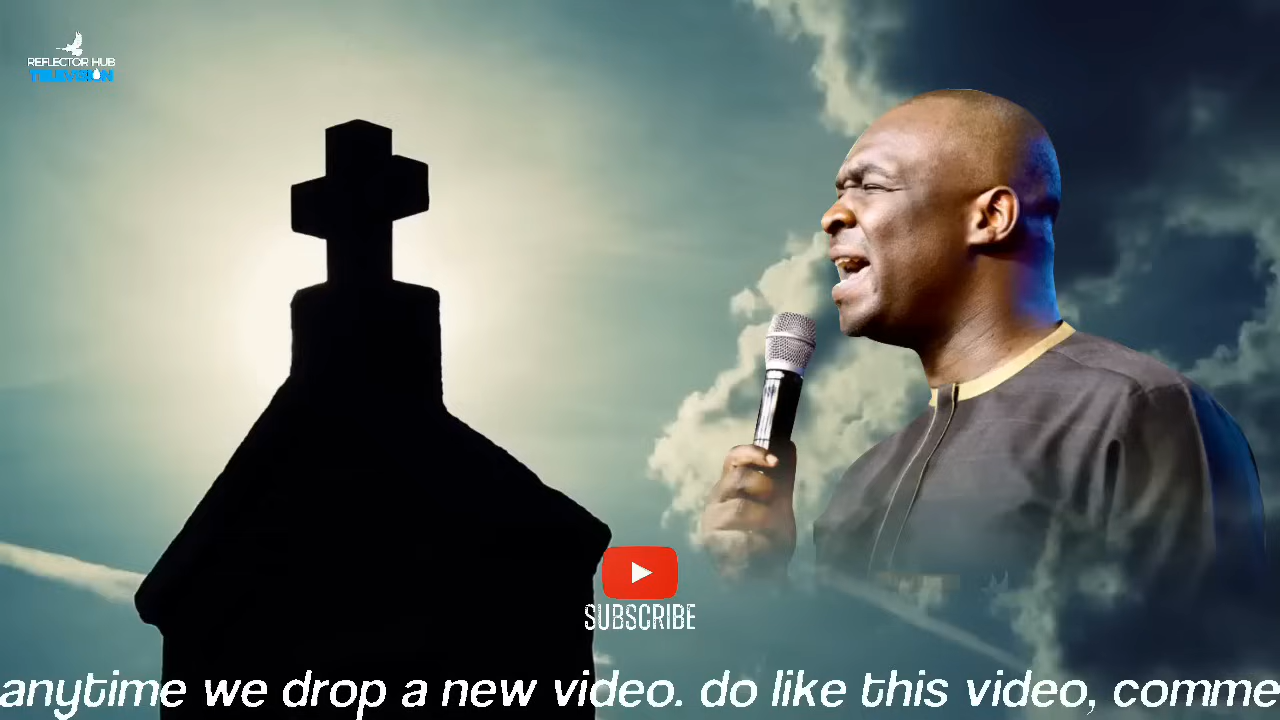 REFLECTOR HUB
TELEVISION
SUBSCRIBE
anytime we drop a new video. do like this video, comme